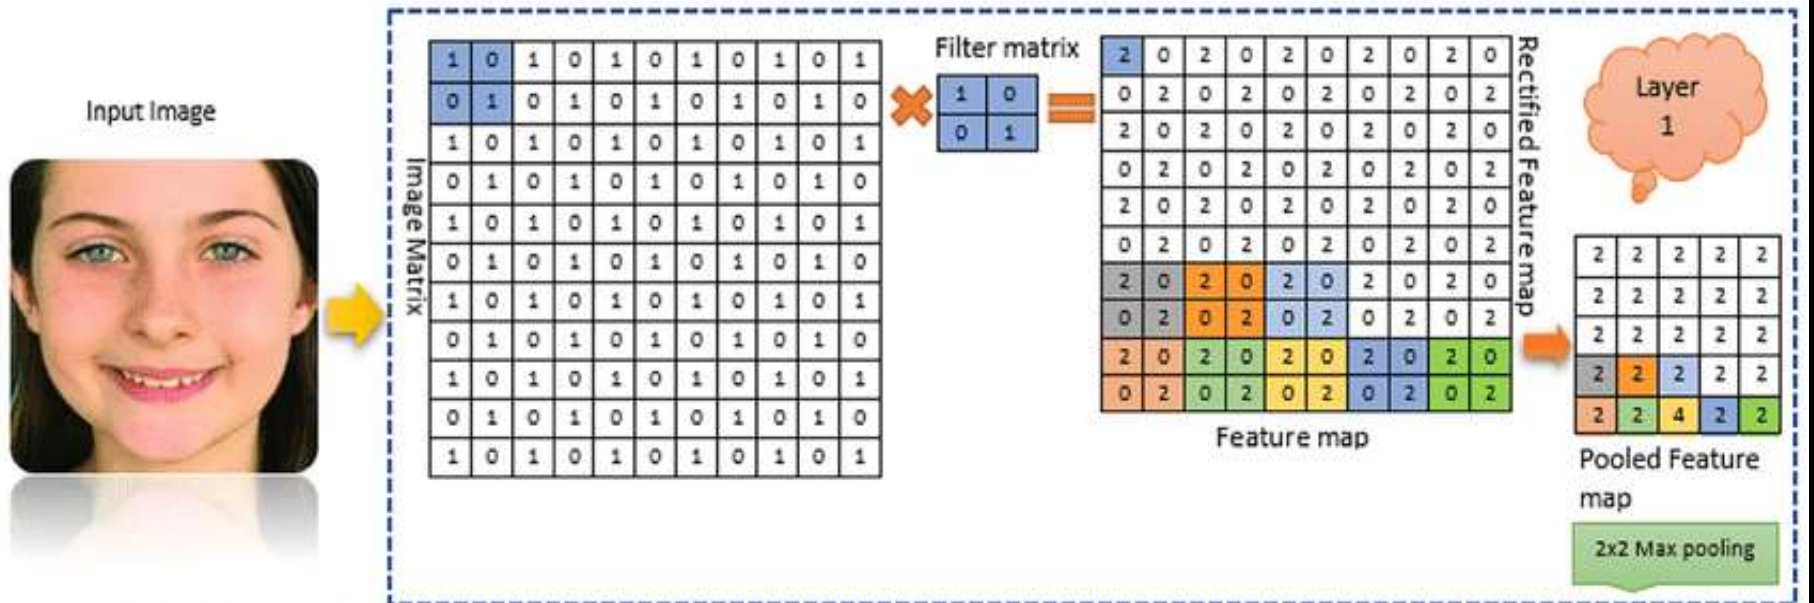 Input Image
Image Matrix
1 0 1 0 1 0 1 0 1 0 1
0 1 0 1 0 1 0 1 0 1 0
1 0 1 0 1 0 1 0 1 0 1
0 1 0 1 0 1 0 1 0 1 0
1 0 1 0 1 0 1 0 1 0 1
0 1 0 1 0 1 0 1 0 1 0
1 0 1 0 1 0 1 0 1 0 1
0 1 0 1 0 1 0 1 0 1 0
1 0 1 0 1 0 1 0 1 0 1
0 1 0 1 0 1 0 1 0 1 0
1 0 1 0 1 0 1 0 1 0 1
Filter matrix
1 0
0 1
2 0 2 0 2 0 2 0 2 0
0 2 0 2 0 2 0 2 0 2
2 0 2 0 2 0 2 0 2 0
0 2 0 2 0 2 0 2 0 2
2 0 2 0 2 0 2 0 2 0
0 2 0 2 0 2 0 2 0 2
2 0 2 0 2 0 2 0 2 0
0 2 0 2 0 2 0 2 0 2
2 0 2 0 2 0 2 0 2 0
0 2 0 2 0 2 0 2 0 2
Feature map
Rectified Feature map
Layer
1
2 2 2 2 2
2 2 2 2 2
2 2 2 2 2
2 2 2 2 2
2 2 4 2 2
Pooled Feature
map
2x2 Max pooling